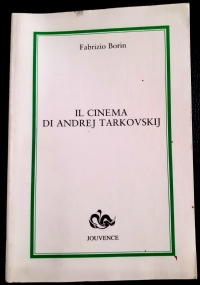 Fabrizio Borin
IL CINEMA
DI ANDREJ TARKOVSKIJ
JOUVENCE